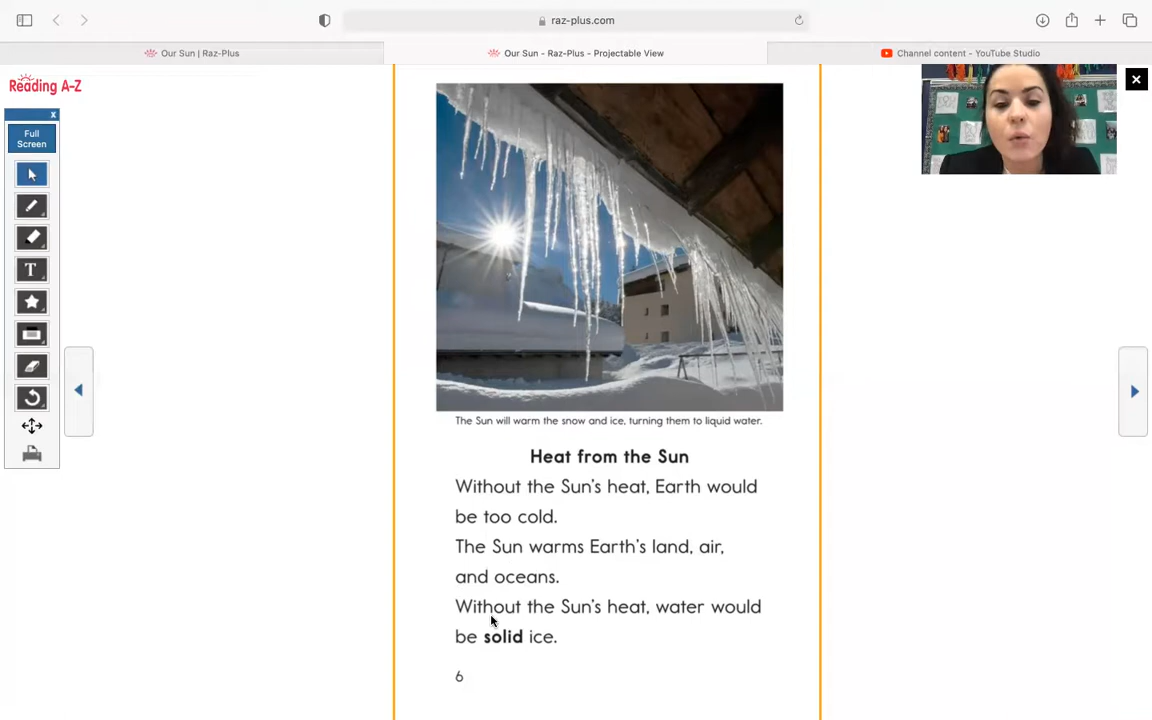 raz-plus.com
Our Sun | Raz-Plus
Our Sun - Raz-Plus - Projectable View
Channel content - YouTube Studio
Reading A-Z
x
Full
Screen
T
The Sun will warm the snow and ice, turning them to liquid water.
Heat from the Sun
Without the Sun's heat, Earth would
be too cold.
The Sun warms Earth's land, air,
and oceans.
Without the Sun's heat, water would
be solid ice.
6